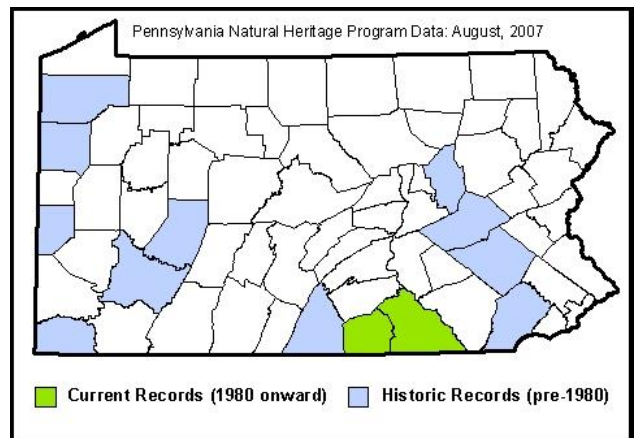 Pennsylvania Natural Heritage Program Data: August, 2007
Current Records (1980 onward) Historic Records (pre-1980)